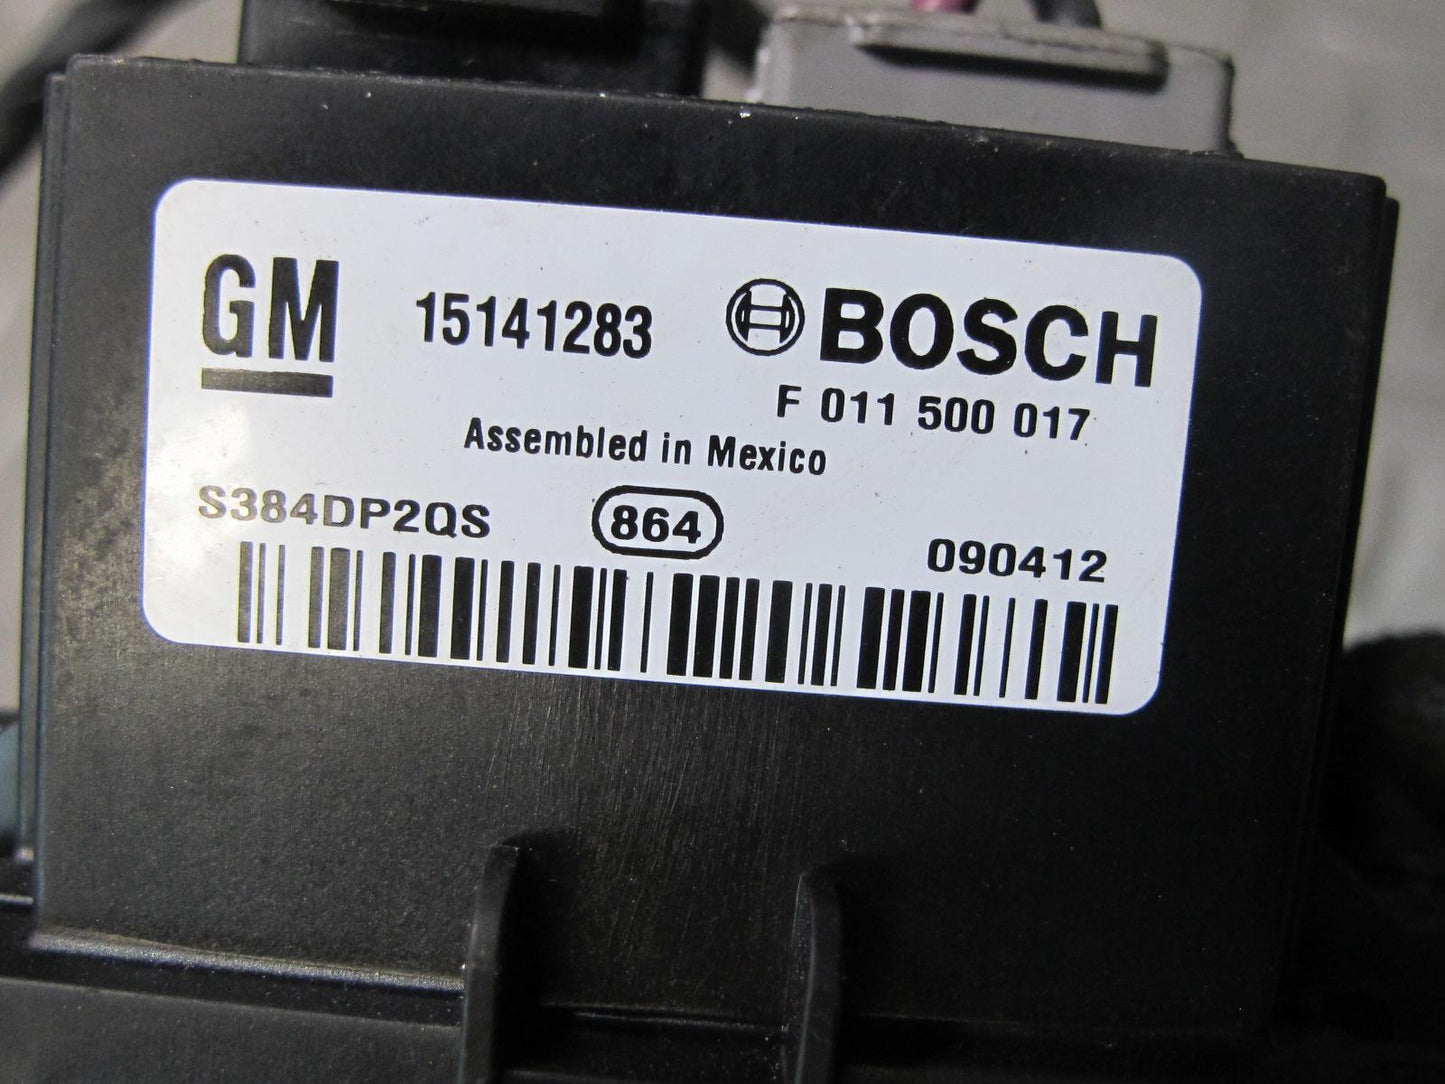 GM 15141283 BOSCH
F 011 500 017
Assembled in Mexico
S384DP2QS 864 090412